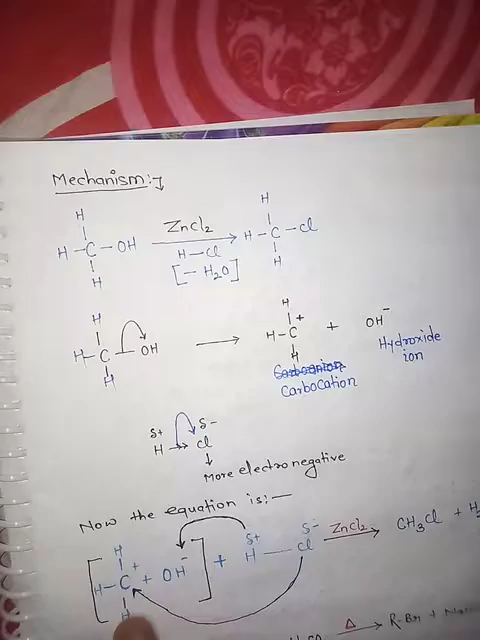 Mechanism:→
H
H-C-OH
H
ZnCl2
H-Cl
[-H2O]
H
H-C-Cl
H
H
H-C-OH
H
→
H
H-C+
H
Carbocation
+
OH-
Hydroxide
ion
δ+ δ-
H→Cl
↓
More electronegative
Now the equation is:-
[H
H-C+ + OH-] + δ+H — δ-Cl ZnCl2→ CH3Cl +
H
Δ→ R-Br +